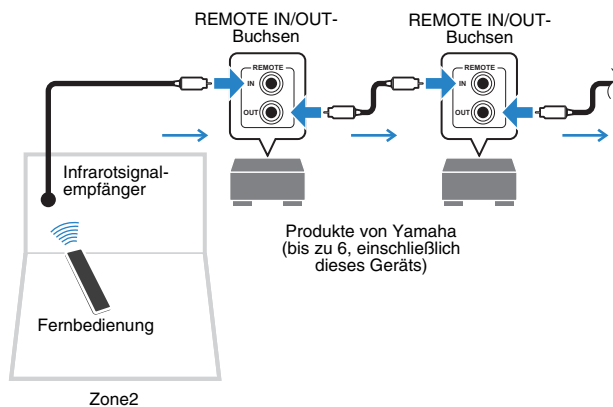 REMOTE IN/OUT-
Buchsen
REMOTE IN/OUT-
Buchsen
REMOTE
IN
OUT
REMOTE
IN
OUT
Infrarotsignal-
empfänger
Fernbedienung
Produkte von Yamaha
(bis zu 6, einschließlich
dieses Geräts)
Zone2